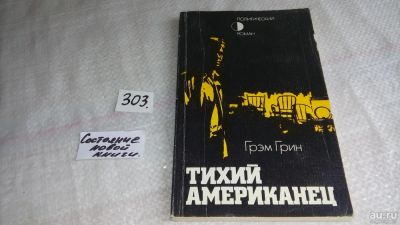 ПОЛИТИЧЕСКИЙ
РОМАН
303.
Состояние
новой
книги.
Грэм Грин
ТИХИЙ
АМЕРИКАНЕЦ
au.ru